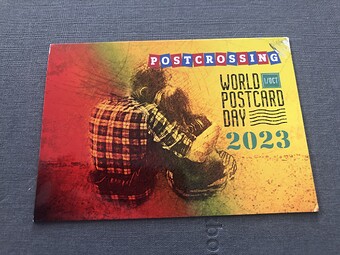 POSTCROSSING
WORLD 1/OCT
POSTCARD
DAY
2023